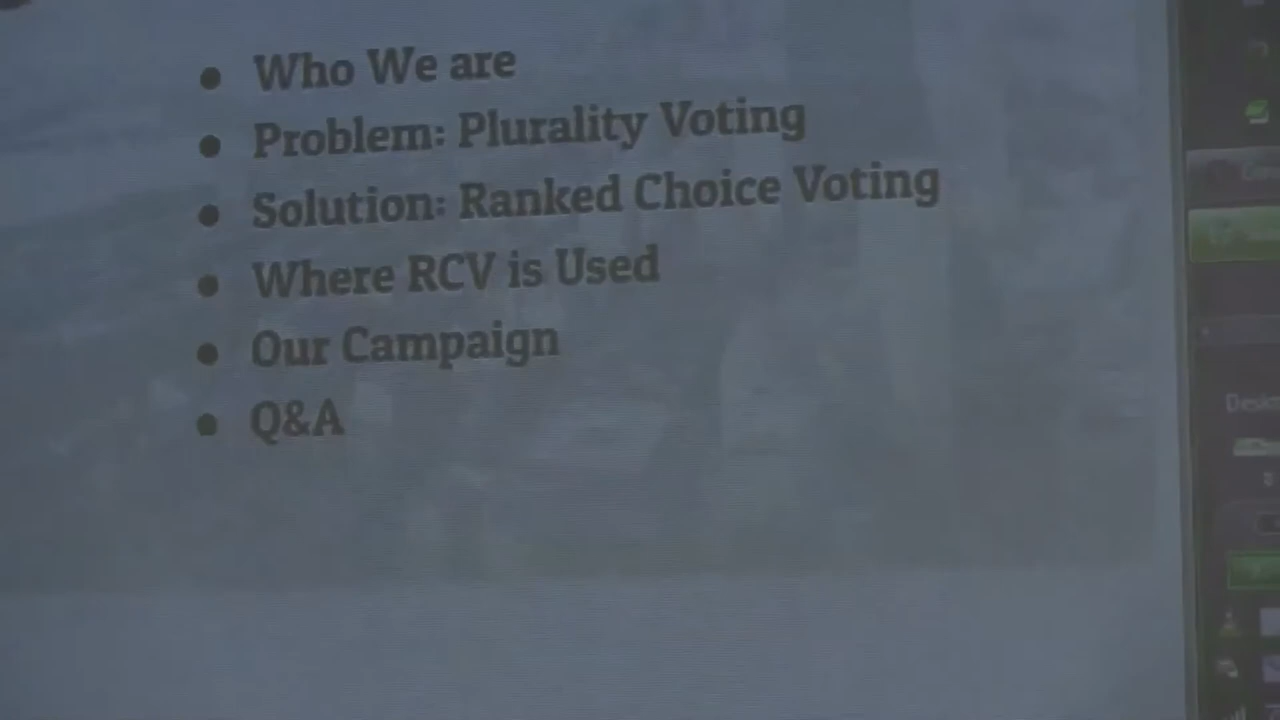 • Who We are
• Problem: Plurality Voting
• Solution: Ranked Choice Voting
• Where RCV is Used
• Our Campaign
• Q&A